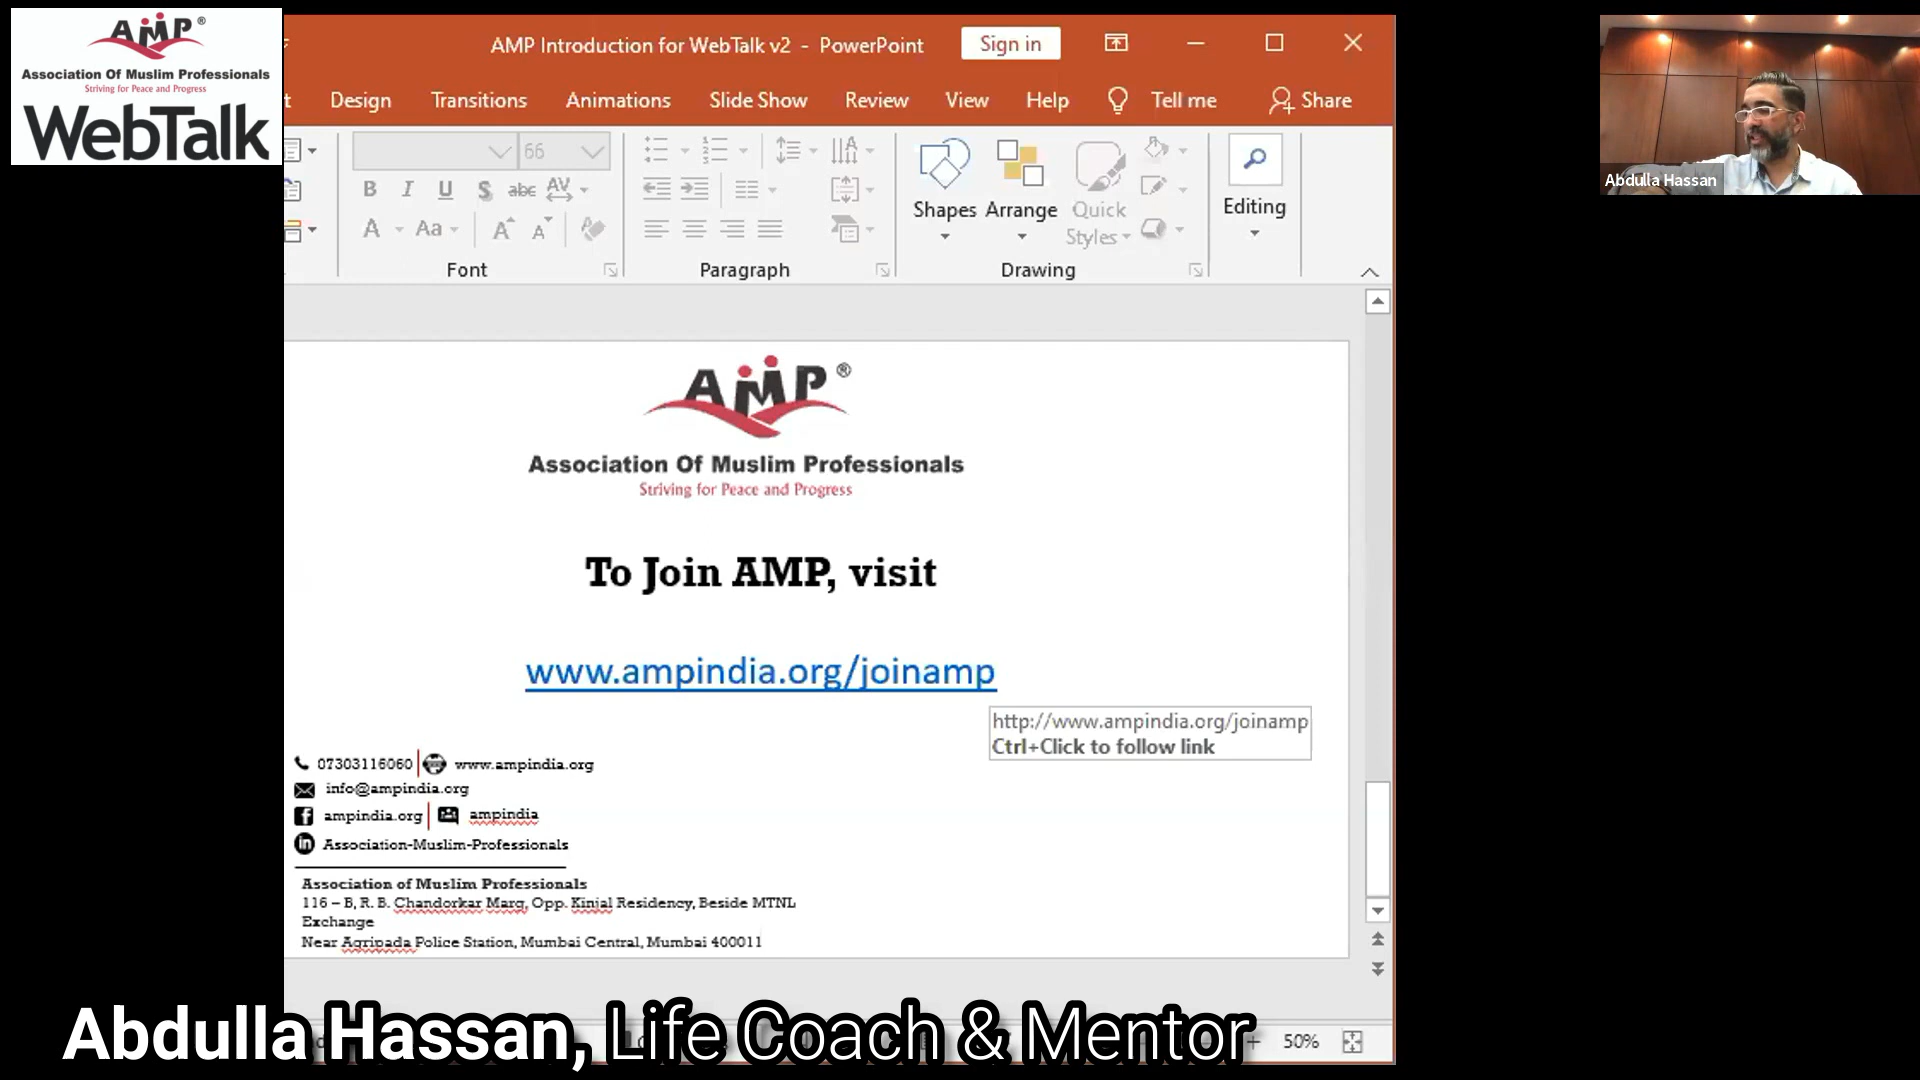 AMP®
Association Of Muslim Professionals
Striving for Peace and Progress
WebTalk
AMP Introduction for WebTalk v2 - PowerPoint
Sign in
Design Transitions Animations Slide Show Review View Help Tell me Share
66
B I U S abc AV
A Aa A A
Shapes Arrange Quick Styles Editing
Font Paragraph Drawing
Abdulla Hassan
AMP®
Association Of Muslim Professionals
Striving for Peace and Progress
To Join AMP, visit
www.ampindia.org/joinamp
http://www.ampindia.org/joinamp
Ctrl+Click to follow link
07303116060 www.ampindia.org
info@ampindia.org
ampindia.org ampindia
Association-Muslim-Professionals
Association of Muslim Professionals
116 – B, R. B. Chandorkar Marg, Opp. Kinjal Residency, Beside MTNL
Exchange
Near Agripada Police Station, Mumbai Central, Mumbai 400011
Abdulla Hassan, Life Coach & Mentor
50%